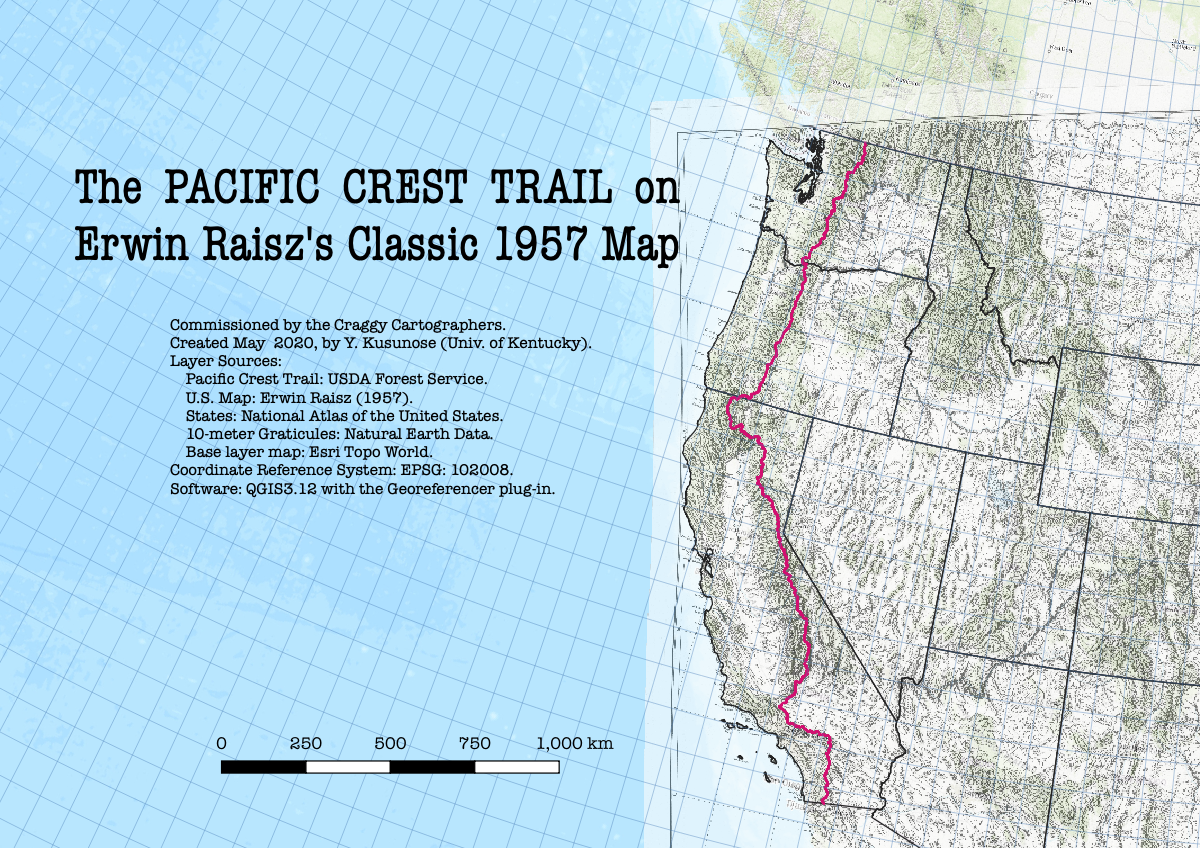 The PACIFIC CREST TRAIL on
Erwin Raisz's Classic 1957 Map
Commissioned by the Craggy Cartographers.
Created May 2020, by Y. Kusunose (Univ. of Kentucky).
Layer Sources:
Pacific Crest Trail: USDA Forest Service.
U.S. Map: Erwin Raisz (1957).
States: National Atlas of the United States.
10-meter Graticules: Natural Earth Data.
Base layer map: Esri Topo World.
Coordinate Reference System: EPSG: 102008.
Software: QGIS3.12 with the Georeferencer plug-in.
0 250 500 750 1,000 km